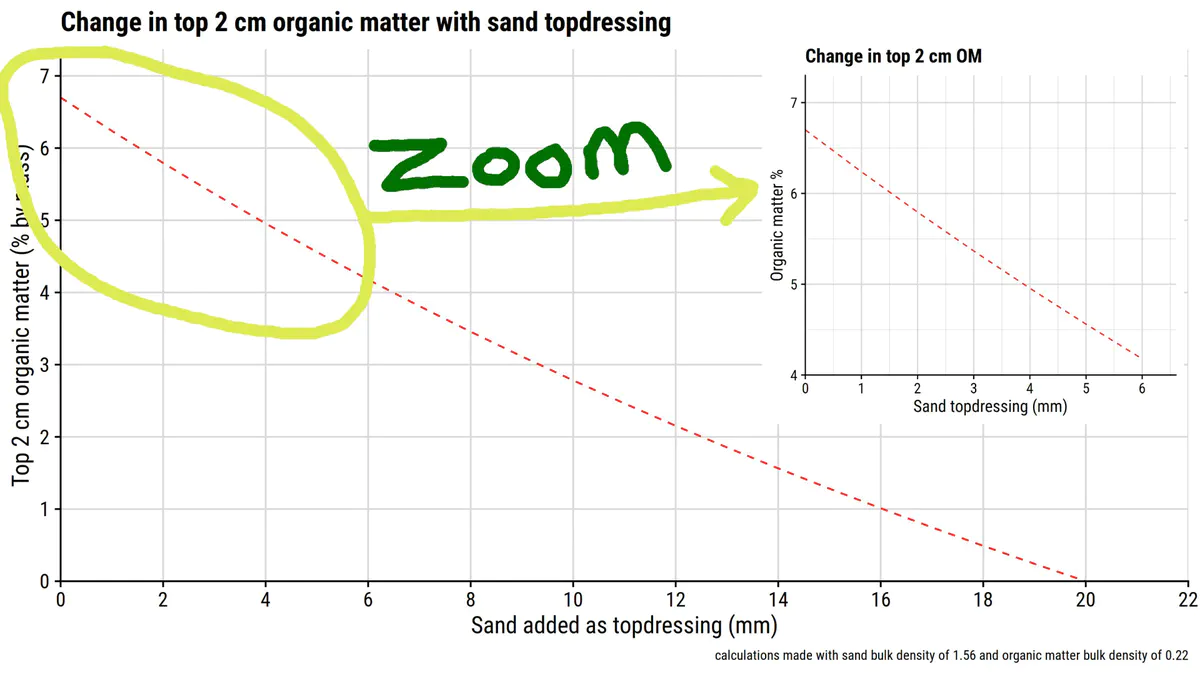 Change in top 2 cm organic matter with sand topdressing
Top 2 cm organic matter (% by mass)
7
6
5
4
3
2
1
0
0 2 4 6 8 10 12 14 16 18 20 22
Sand added as topdressing (mm)
ZOOM
Change in top 2 cm OM
Organic matter %
7
6
5
4
0 1 2 3 4 5 6
Sand topdressing (mm)
calculations made with sand bulk density of 1.56 and organic matter bulk density of 0.22